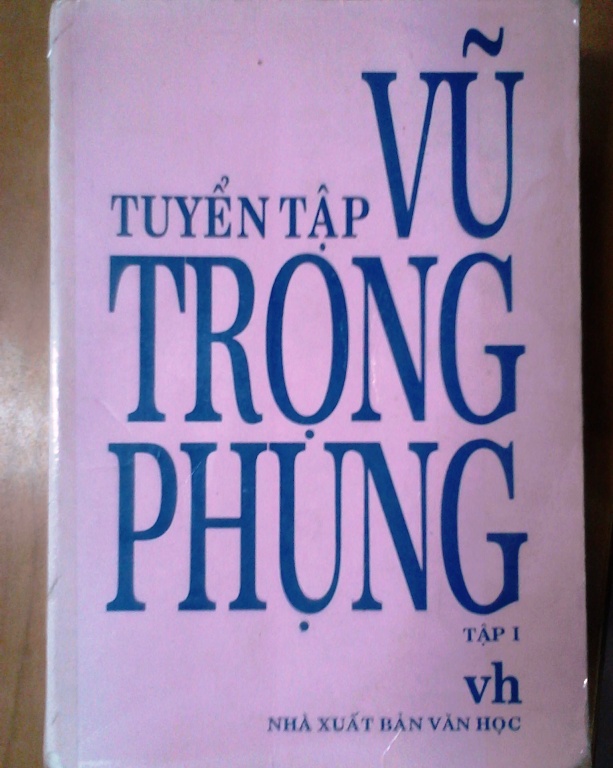 TUYỂN TẬP VŨ
TRỌNG
PHỤNG
TẬP I
vh
NHÀ XUẤT BẢN VĂN HỌC